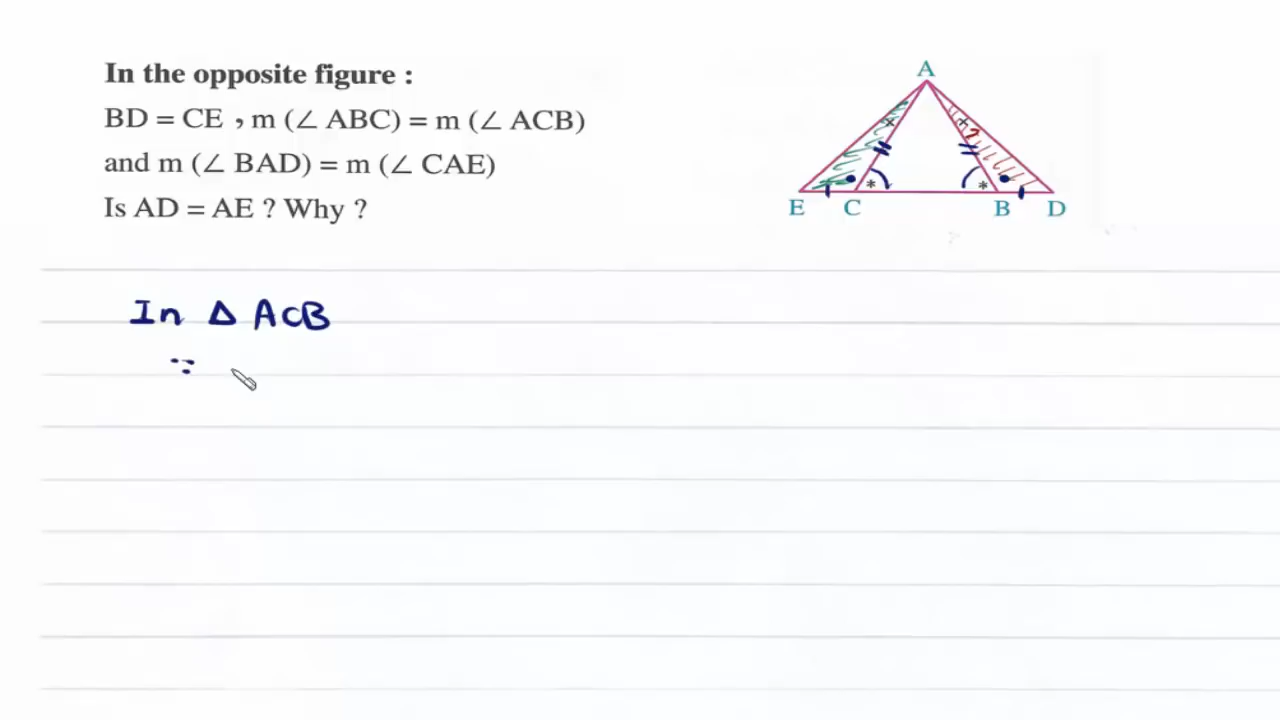 In the opposite figure :
BD = CE , m (∠ ABC) = m (∠ ACB)
and m (∠ BAD) = m (∠ CAE)
Is AD = AE ? Why ?
A
E C B D
In Δ ACB
∵